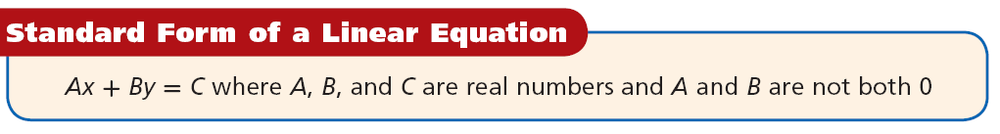 Standard Form of a Linear Equation
Ax + By = C where A, B, and C are real numbers and A and B are not both 0